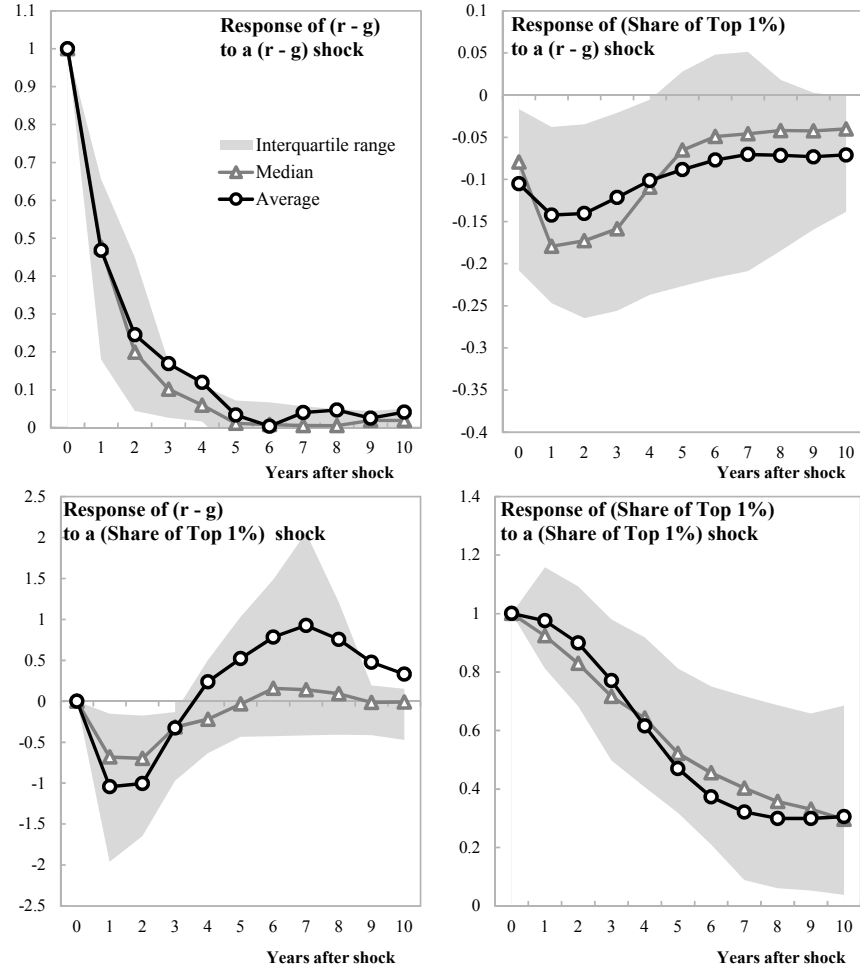 Response of (r - g)
to a (r - g) shock
1.1
1
0.9
0.8
0.7
0.6
0.5
0.4
0.3
0.2
0.1
0
Interquartile range
Median
Average
0 1 2 3 4 5 6 7 8 9 10
Years after shock
Response of (Share of Top 1%)
to a (r - g) shock
0.1
0.05
0
-0.05
-0.1
-0.15
-0.2
-0.25
-0.3
-0.35
-0.4
0 1 2 3 4 5 6 7 8 9 10
Years after shock
Response of (r - g)
to a (Share of Top 1%) shock
2.5
2
1.5
1
0.5
0
-0.5
-1
-1.5
-2
-2.5
0 1 2 3 4 5 6 7 8 9 10
Years after shock
Response of (Share of Top 1%)
to a (Share of Top 1%) shock
1.4
1.2
1
0.8
0.6
0.4
0.2
0
0 1 2 3 4 5 6 7 8 9 10
Years after shock